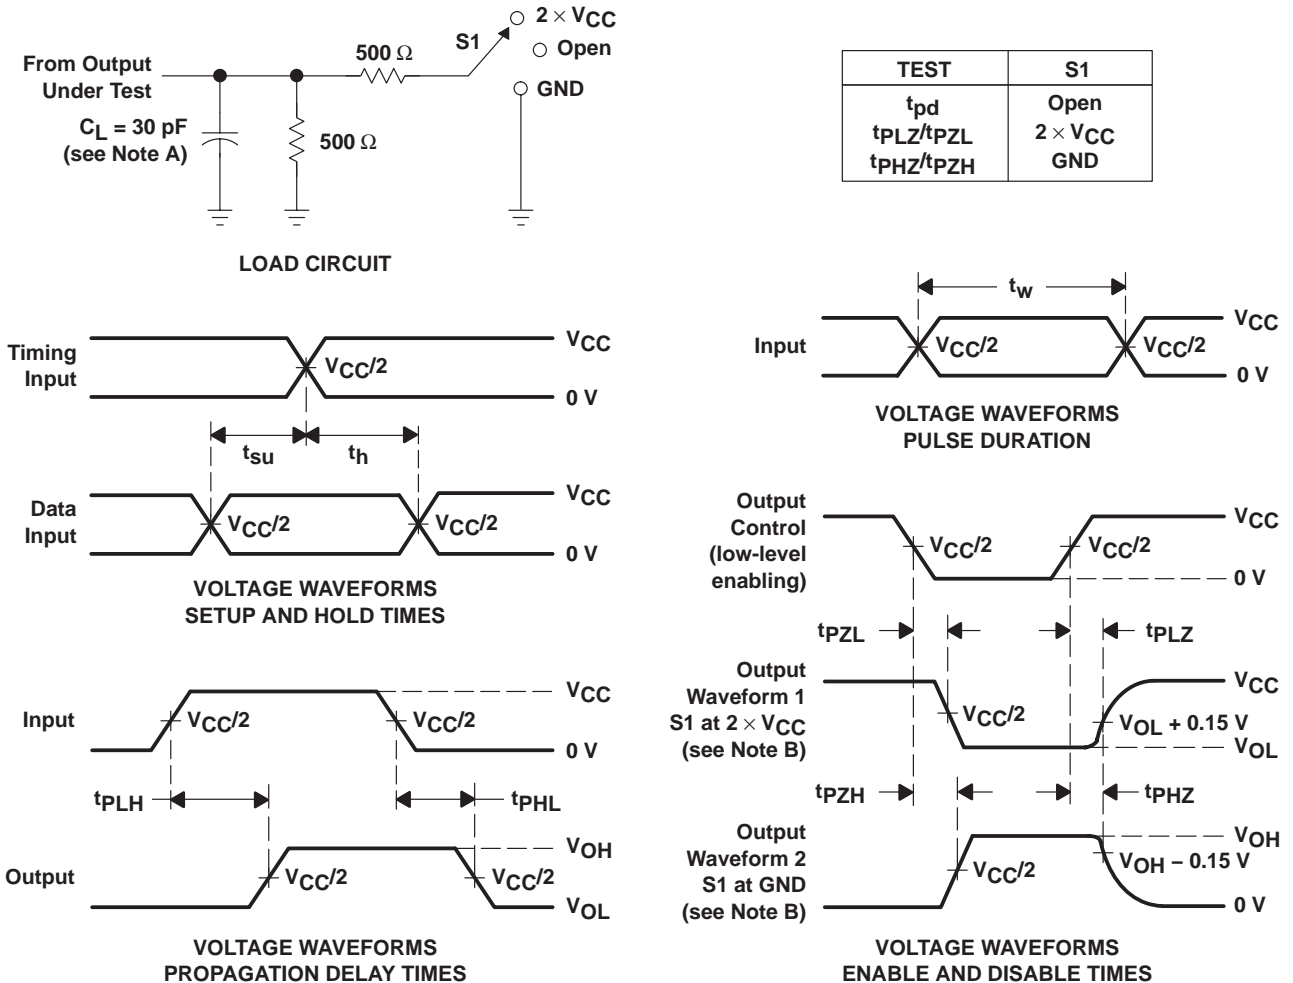 From Output
Under Test
C_L = 30 pF
(see Note A)
500 Ω
500 Ω
S1
2 × V_CC
Open
GND
LOAD CIRCUIT
TEST S1
t_pd Open
t_PLZ/t_PZL 2 × V_CC
t_PHZ/t_PZH GND
Timing
Input
V_CC/2
V_CC
0 V
t_su
t_h
Data
Input
V_CC/2
V_CC/2
V_CC
0 V
VOLTAGE WAVEFORMS
SETUP AND HOLD TIMES
t_w
Input
V_CC/2
V_CC/2
V_CC
0 V
VOLTAGE WAVEFORMS
PULSE DURATION
Input
V_CC/2
V_CC/2
V_CC
0 V
t_PLH
t_PHL
Output
V_CC/2
V_CC/2
V_OH
V_OL
VOLTAGE WAVEFORMS
PROPAGATION DELAY TIMES
Output
Control
(low-level
enabling)
V_CC/2
V_CC/2
V_CC
0 V
t_PZL
t_PLZ
Output
Waveform 1
S1 at 2 × V_CC
(see Note B)
V_CC/2
V_CC
V_OL + 0.15 V
V_OL
t_PZH
t_PHZ
Output
Waveform 2
S1 at GND
(see Note B)
V_CC/2
V_OH
V_OH − 0.15 V
0 V
VOLTAGE WAVEFORMS
ENABLE AND DISABLE TIMES